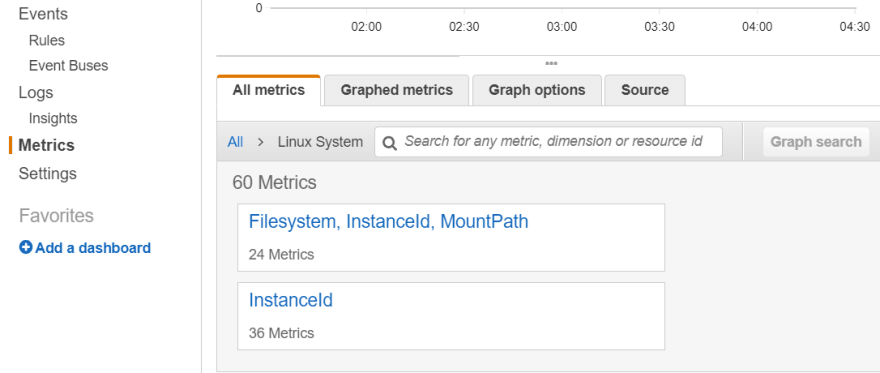 Events
Rules
Event Buses
Logs
Insights
Metrics
Settings
Favorites
Add a dashboard
0
02:00 02:30 03:00 03:30 04:00 04:30
All metrics Graphed metrics Graph options Source
All > Linux System Search for any metric, dimension or resource id Graph search
60 Metrics
Filesystem, InstanceId, MountPath
24 Metrics
InstanceId
36 Metrics